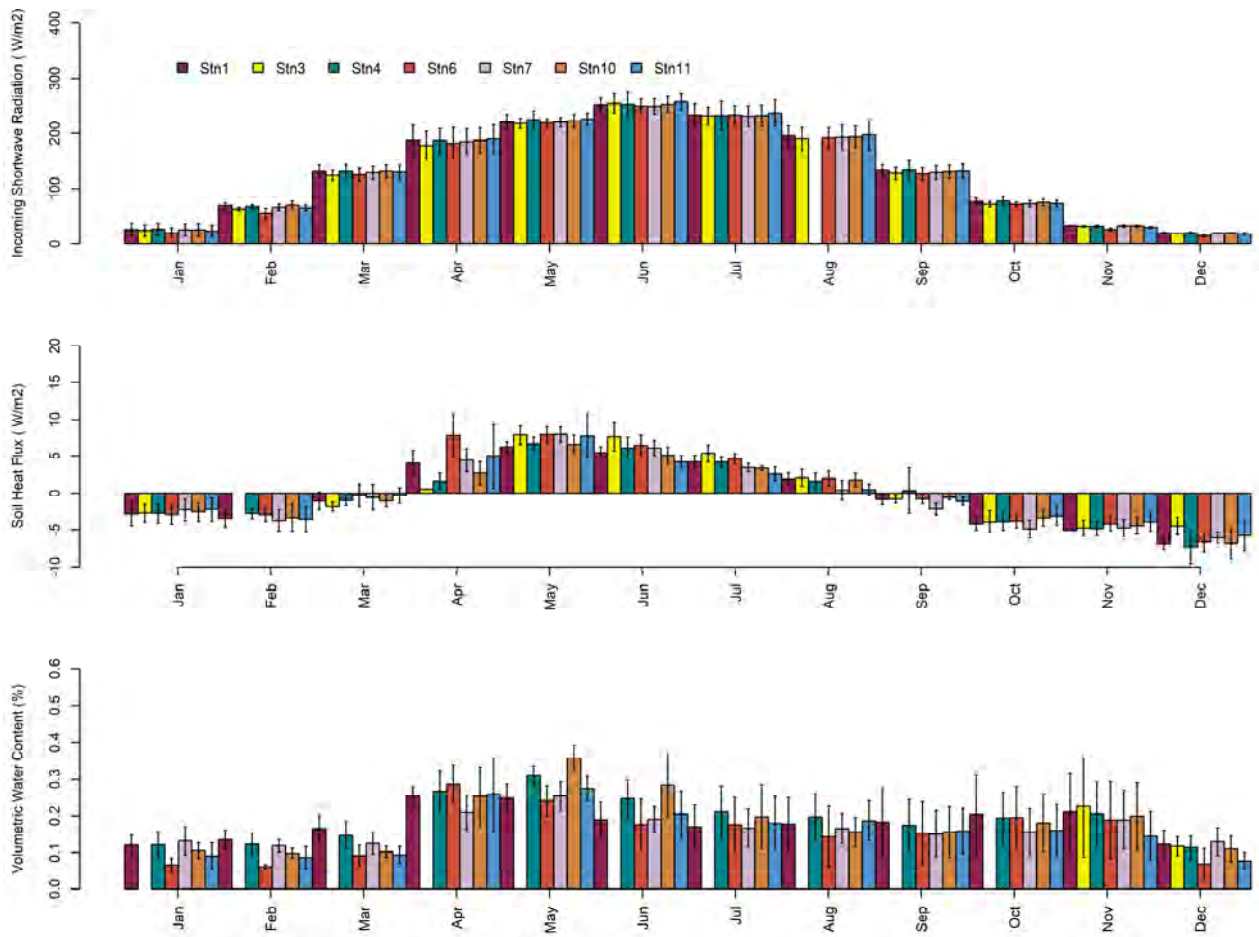 Incoming Shortwave Radiation ( W/m2)
400
300
200
100
0
Stn1 Stn3 Stn4 Stn6 Stn7 Stn10 Stn11
Jan Feb Mar Apr May Jun Jul Aug Sep Oct Nov Dec
Soil Heat Flux ( W/m2)
20
15
10
5
0
-5
-10
Jan Feb Mar Apr May Jun Jul Aug Sep Oct Nov Dec
Volumetric Water Content (%)
0.6
0.5
0.4
0.3
0.2
0.1
0.0
Jan Feb Mar Apr May Jun Jul Aug Sep Oct Nov Dec